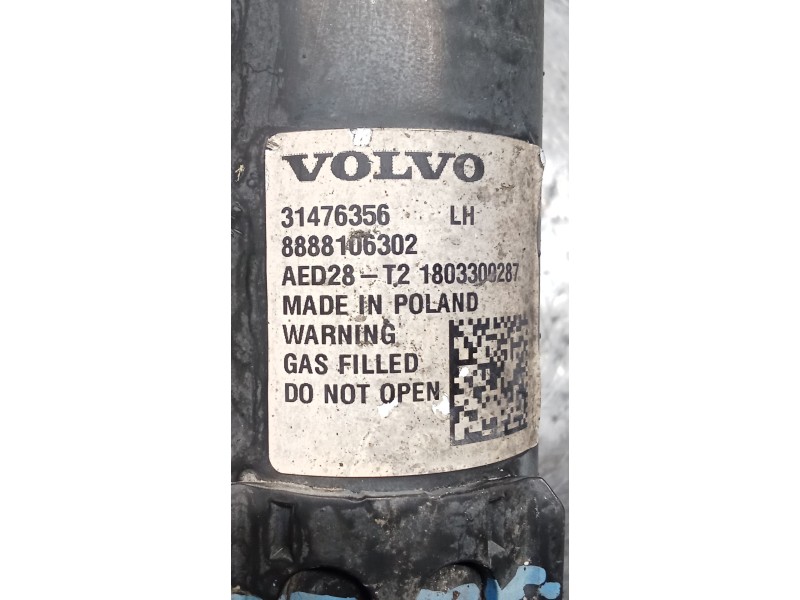 VOLVO
31476356 LH
8888106302
AED28-T2 1803300287
MADE IN POLAND
WARNING
GAS FILLED
DO NOT OPEN